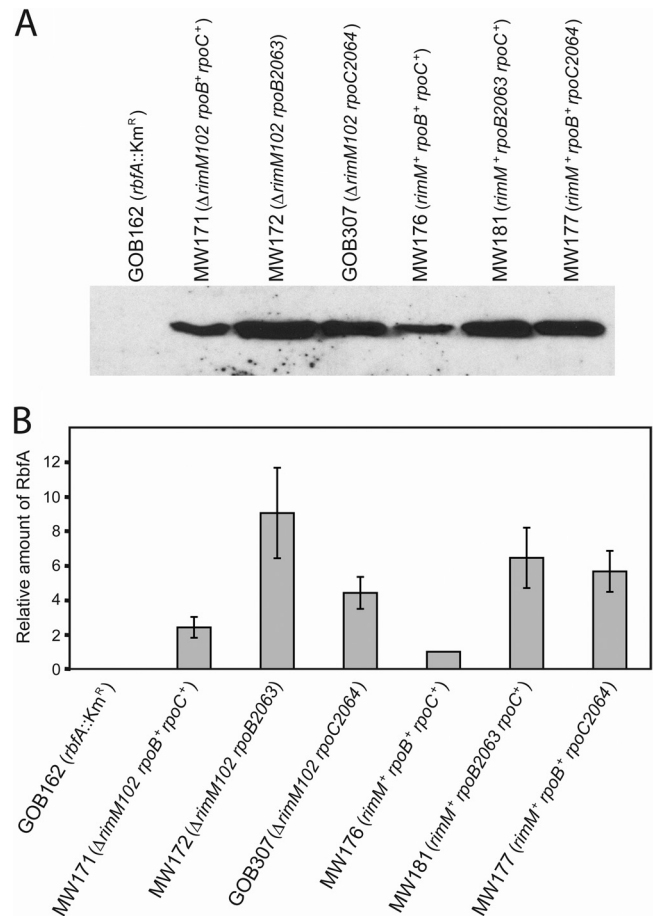 A
GOB162 (rbfA::Kmᴿ)
MW171 (ΔrimM102 rpoB⁺ rpoC⁺)
MW172 (ΔrimM102 rpoB2063)
GOB307 (ΔrimM102 rpoC2064)
MW176 (rimM⁺ rpoB⁺ rpoC⁺)
MW181 (rimM⁺ rpoB2063 rpoC⁺)
MW177 (rimM⁺ rpoB⁺ rpoC2064)
B
Relative amount of RbfA
12
10
8
6
4
2
0
GOB162 (rbfA::Kmᴿ)
MW171 (ΔrimM102 rpoB⁺ rpoC⁺)
MW172 (ΔrimM102 rpoB2063)
GOB307 (ΔrimM102 rpoC2064)
MW176 (rimM⁺ rpoB⁺ rpoC⁺)
MW181 (rimM⁺ rpoB2063 rpoC⁺)
MW177 (rimM⁺ rpoB⁺ rpoC2064)